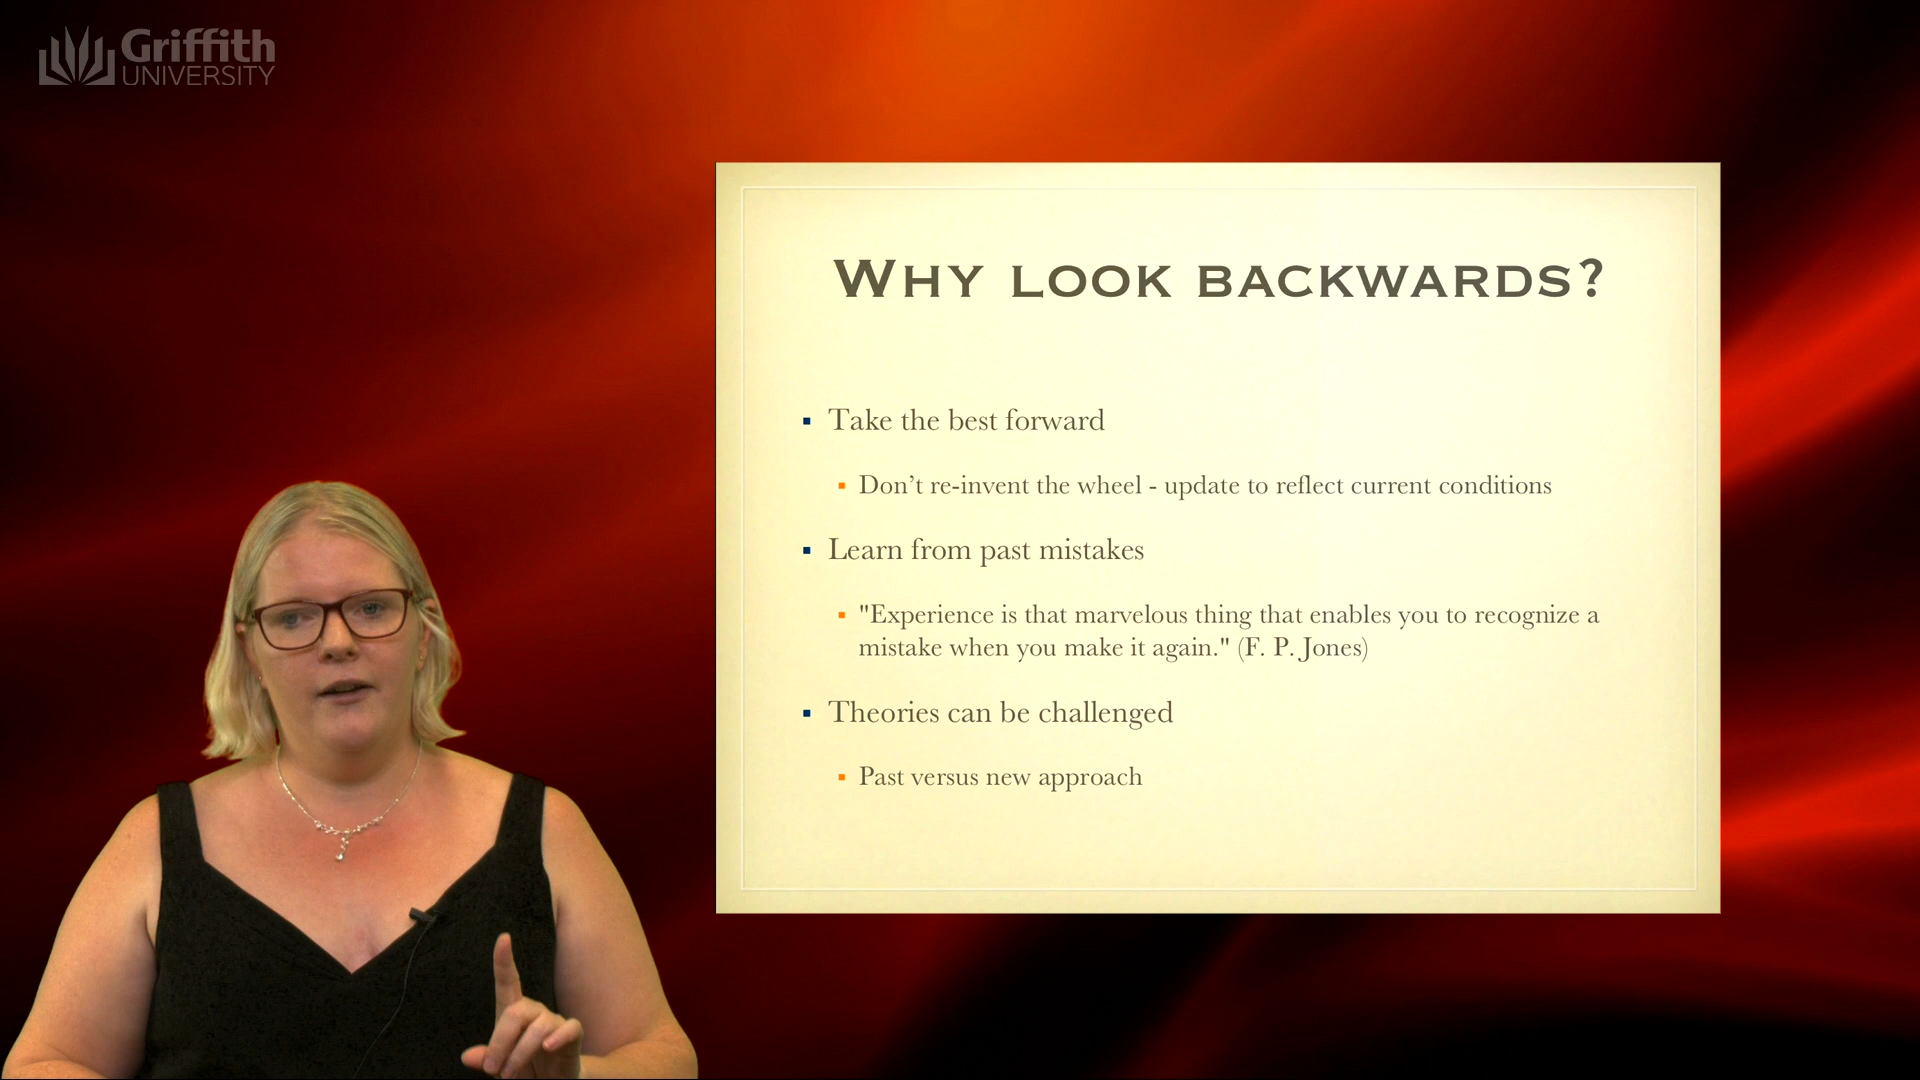 Griffith
UNIVERSITY
WHY LOOK BACKWARDS?
▪ Take the best forward
▪ Don’t re-invent the wheel - update to reflect current conditions
▪ Learn from past mistakes
▪ "Experience is that marvelous thing that enables you to recognize a
mistake when you make it again." (F. P. Jones)
▪ Theories can be challenged
▪ Past versus new approach